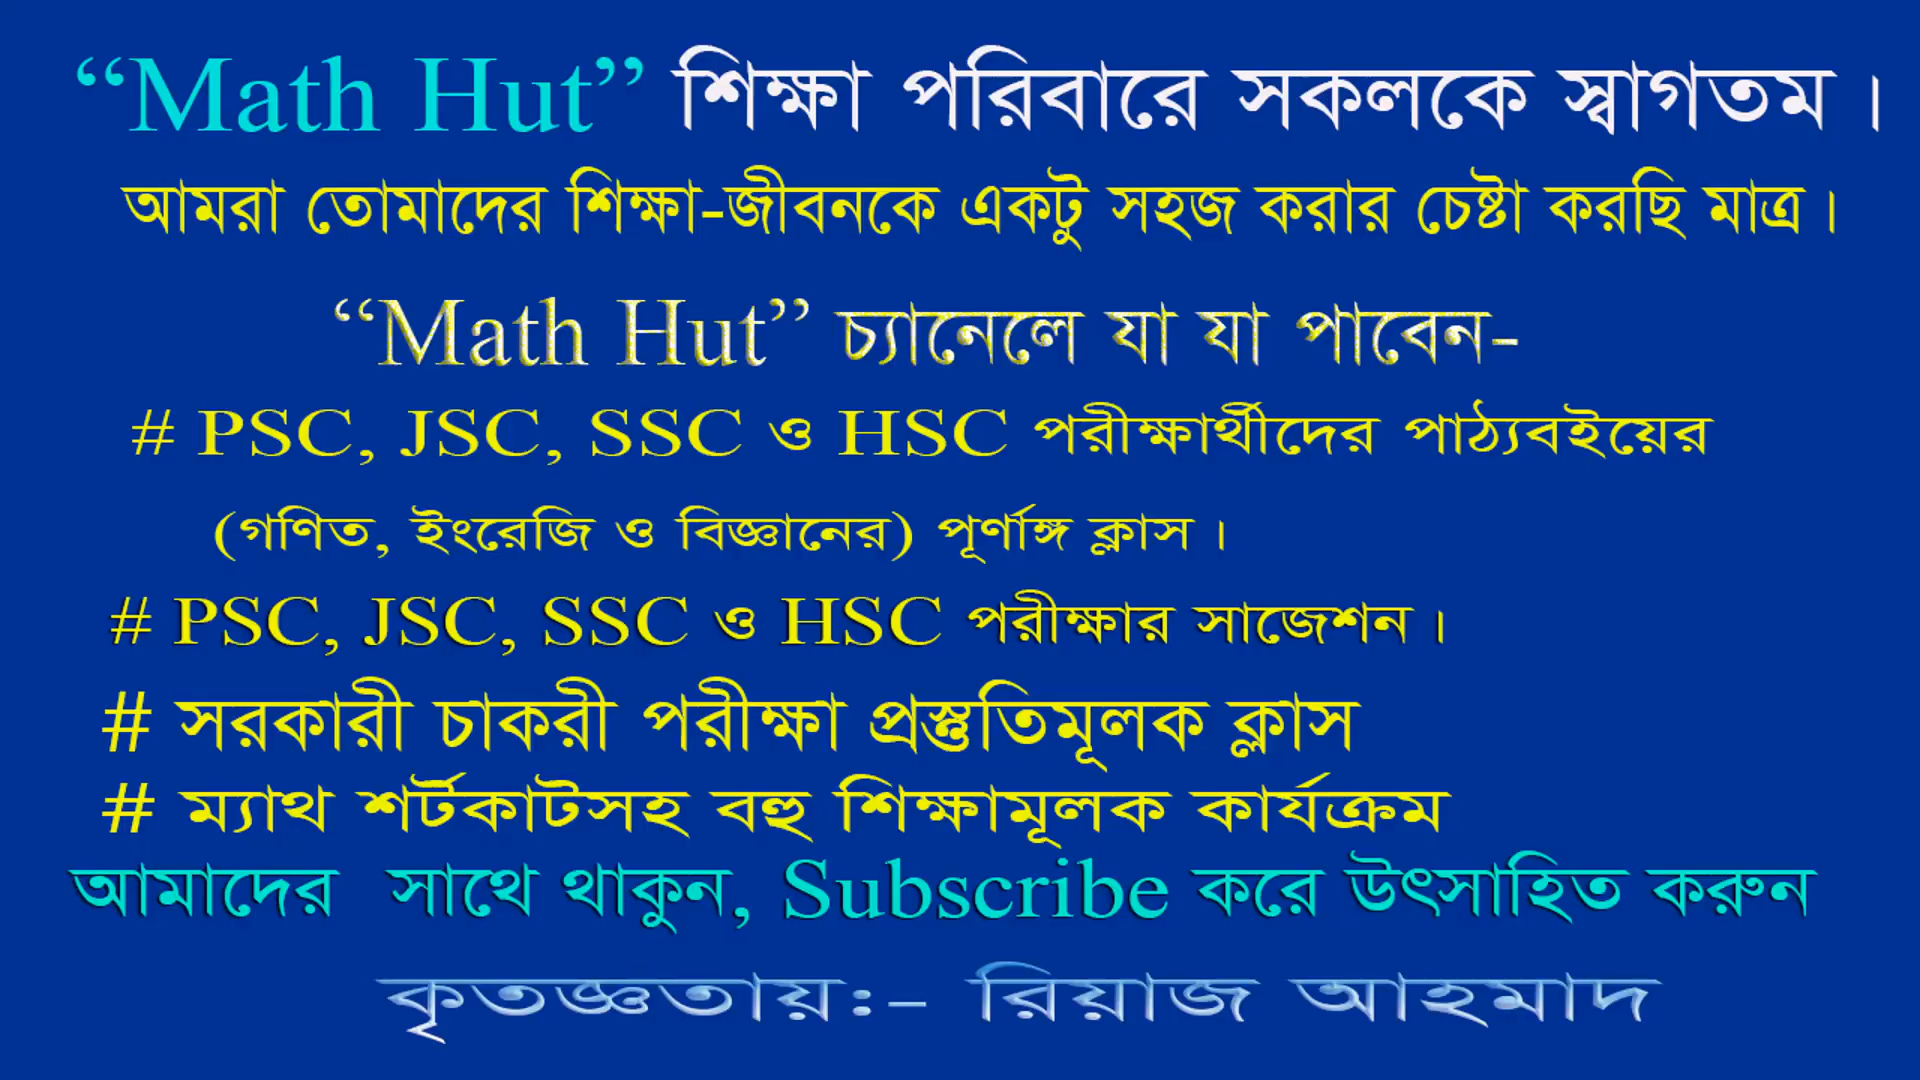 “Math Hut” শিক্ষা পরিবারে সকলকে স্বাগতম ।
আমরা তোমাদের শিক্ষা-জীবনকে একটু সহজ করার চেষ্টা করছি মাত্র ।
“Math Hut” চ্যানেলে যা যা পাবেন-
# PSC, JSC, SSC ও HSC পরীক্ষার্থীদের পাঠ্যবইয়ের
(গণিত, ইংরেজি ও বিজ্ঞানের) পূর্ণাঙ্গ ক্লাস ।
# PSC, JSC, SSC ও HSC পরীক্ষার সাজেশন ।
# সরকারী চাকরী পরীক্ষা প্রস্তুতিমূলক ক্লাস
# ম্যাথ শর্টকাটসহ বহু শিক্ষামূলক কার্যক্রম
আমাদের সাথে থাকুন, Subscribe করে উৎসাহিত করুন
কৃতজ্ঞতায়ঃ- রিয়াজ আহমাদ